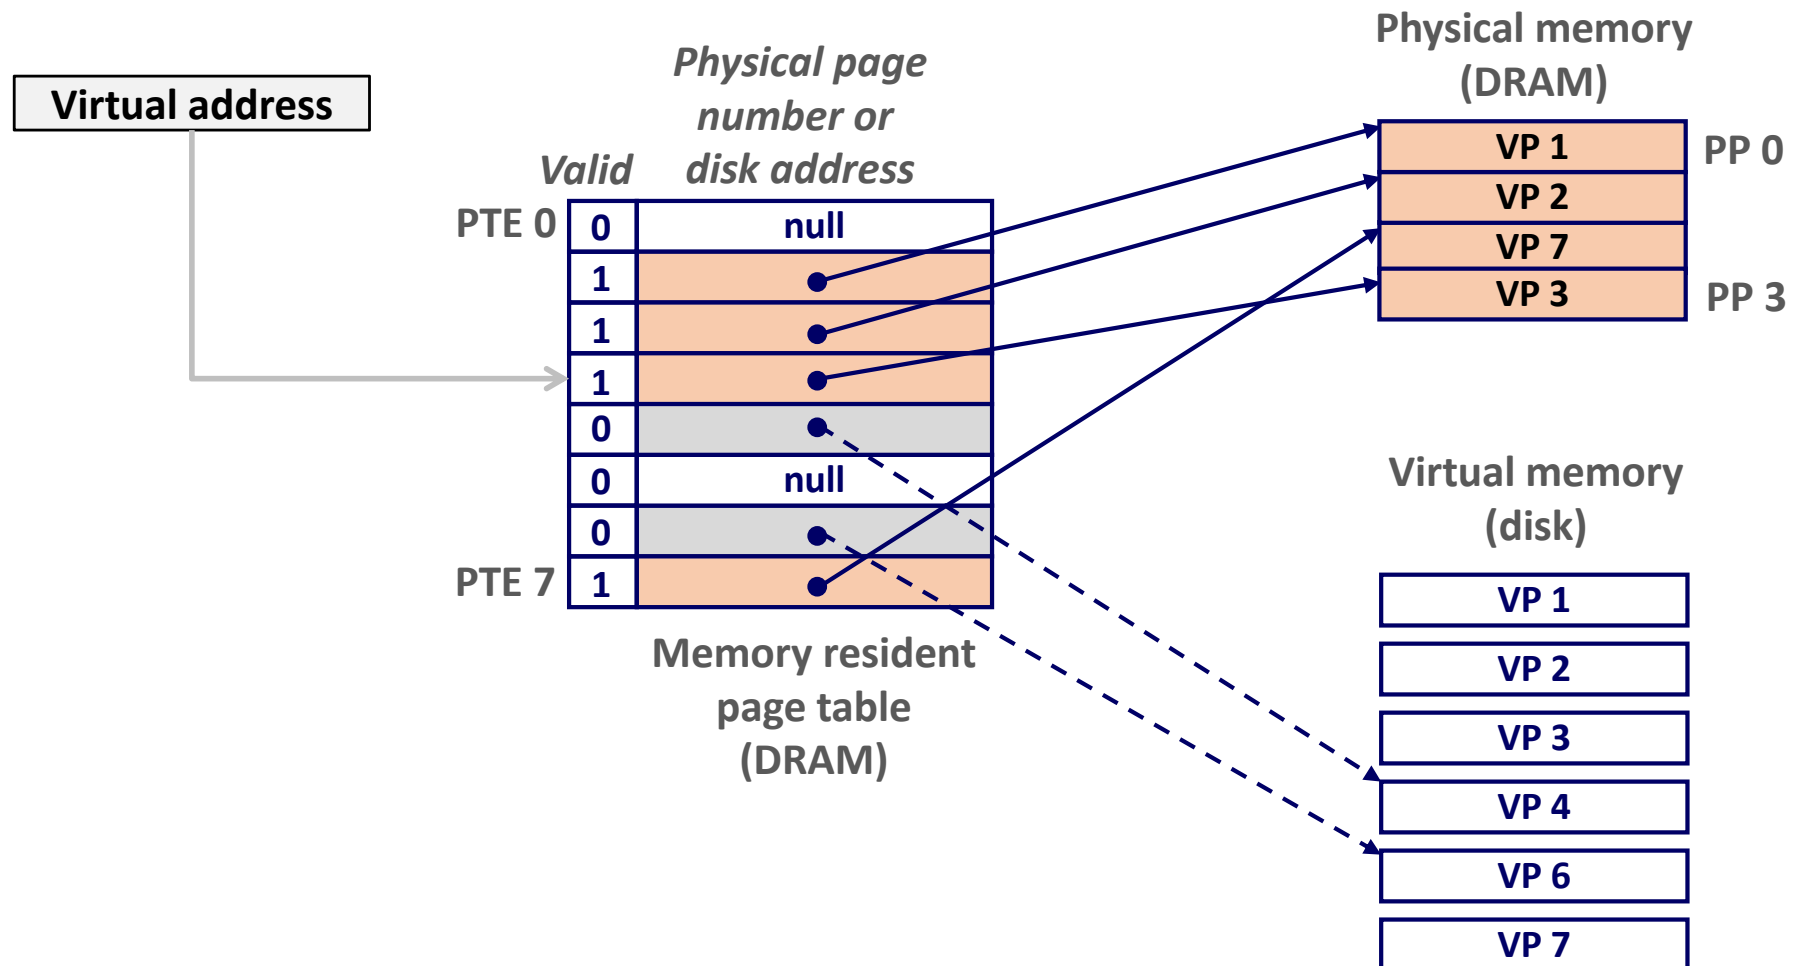 Virtual address
Physical page
number or
disk address
Valid
PTE 0
0 null
1
1
1
0
0 null
0
PTE 7 1
Memory resident
page table
(DRAM)
Physical memory
(DRAM)
VP 1 PP 0
VP 2
VP 7
VP 3 PP 3
Virtual memory
(disk)
VP 1
VP 2
VP 3
VP 4
VP 6
VP 7